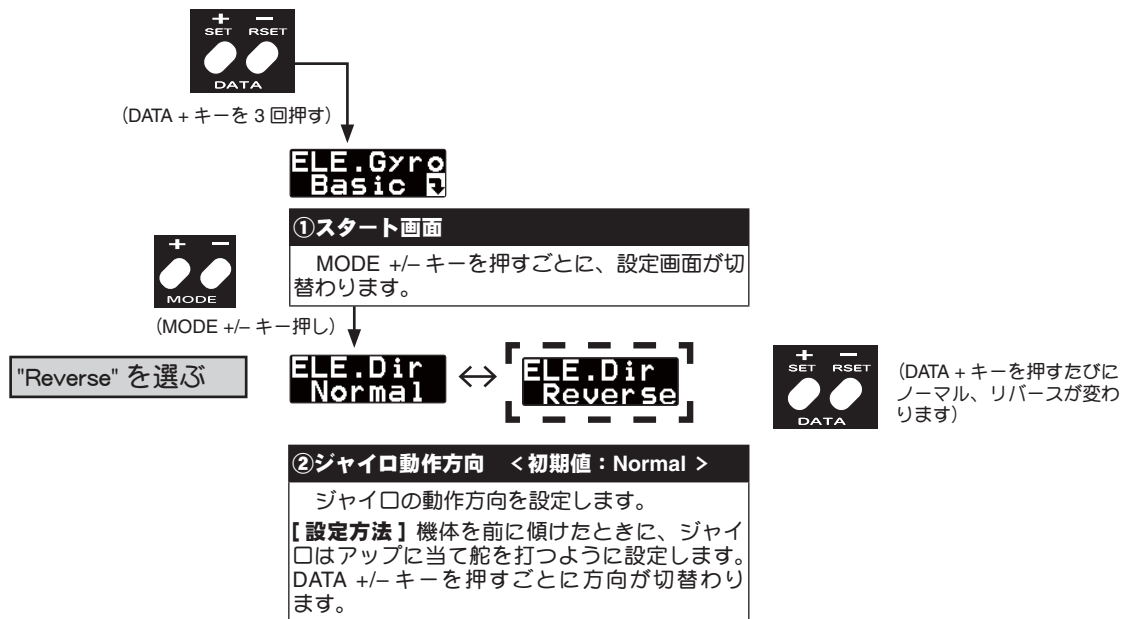 + −
SET RSET
DATA
（DATA + キーを 3 回押す）
ELE.Gyro
Basic
①スタート画面
MODE +/– キーを押すごとに、設定画面が切
替わります。
+ −
MODE
（MODE +/– キー押し）
"Reverse" を選ぶ
ELE.Dir
Normal
↔
ELE.Dir
Reverse
+ −
SET RSET
DATA
（DATA + キーを押すたびに
ノーマル、リバースが変わ
ります）
②ジャイロ動作方向　＜初期値：Normal ＞
ジャイロの動作方向を設定します。
[ 設定方法 ] 機体を前に傾けたときに、ジャイ
ロはアップに当て舵を打つように設定します。
DATA +/– キーを押すごとに方向が切替わり
ます。